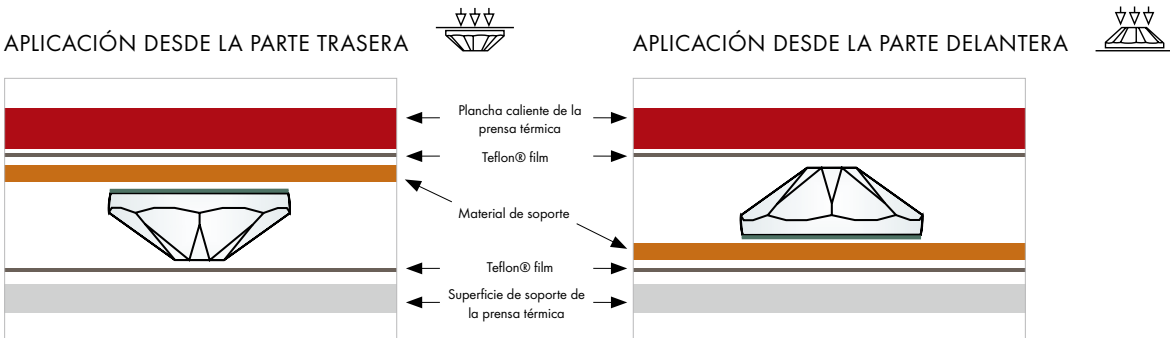 APLICACIÓN DESDE LA PARTE TRASERA
APLICACIÓN DESDE LA PARTE DELANTERA
Plancha caliente de la
prensa térmica
Teflon® film
Material de soporte
Teflon® film
Superficie de soporte de
la prensa térmica